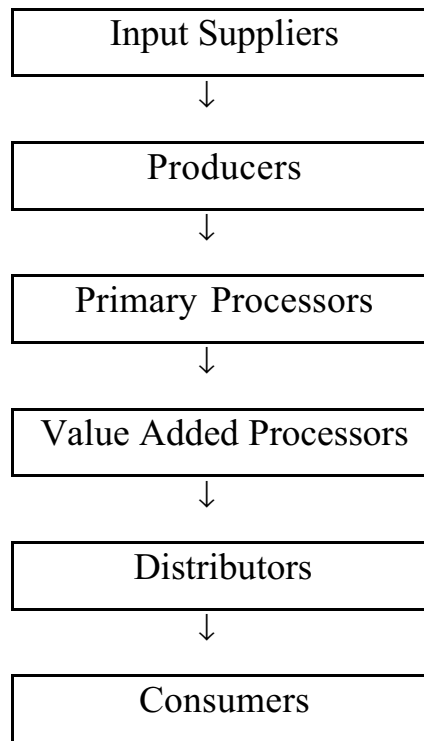 Input Suppliers
↓
Producers
↓
Primary Processors
↓
Value Added Processors
↓
Distributors
↓
Consumers